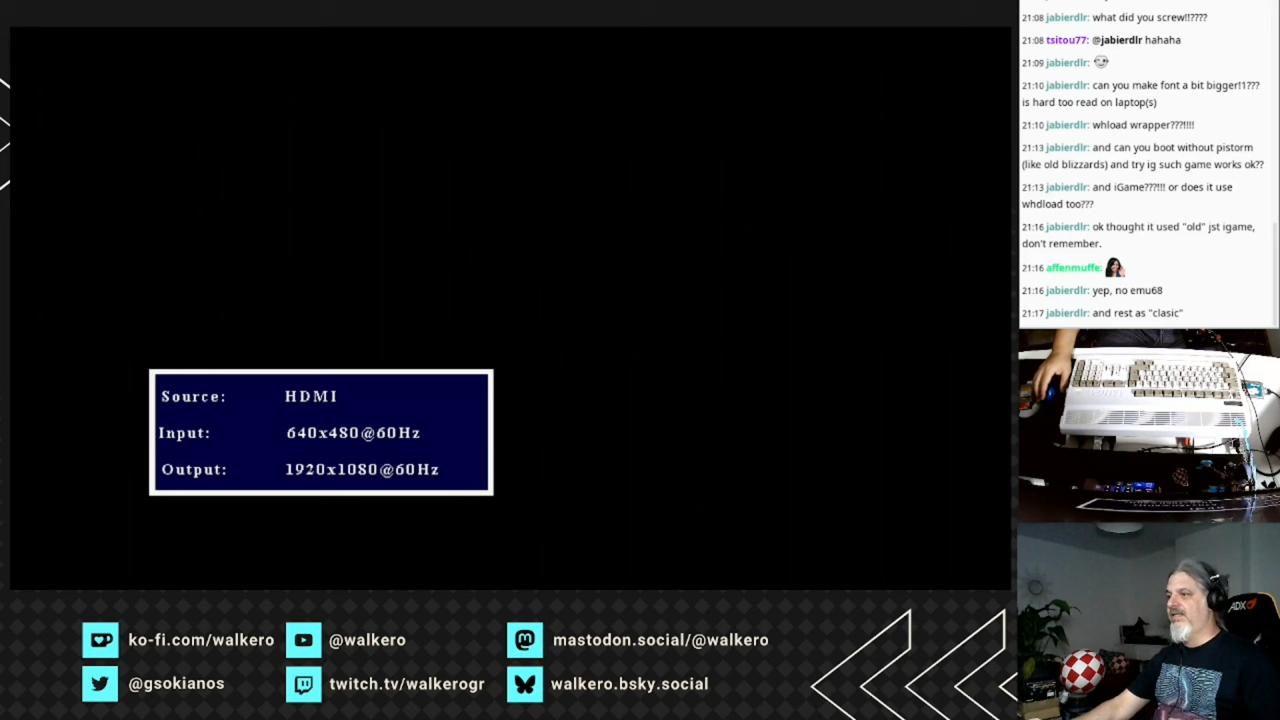 21:08 jabierdlr: what did you screw!!????
21:08 tsitou77: @jabierdlr hahaha
21:09 jabierdlr:
21:10 jabierdlr: can you make font a bit bigger!1???
is hard too read on laptop(s)
21:10 jabierdlr: whload wrapper???!!!!
21:13 jabierdlr: and can you boot without pistorm
(like old blizzards) and try ig such game works ok??
21:13 jabierdlr: and iGame???!!! or does it use
whdload too???
21:16 jabierdlr: ok thought it used "old" jst igame,
don't remember.
21:16 affenmuffe:
21:16 jabierdlr: yep, no emu68
21:17 jabierdlr: and rest as "clasic"
Source: HDMI
Input: 640x480@60Hz
Output: 1920x1080@60Hz
ADX
ko-fi.com/walkero
@walkero
mastodon.social/@walkero
@gsokianos
twitch.tv/walkerogr
walkero.bsky.social